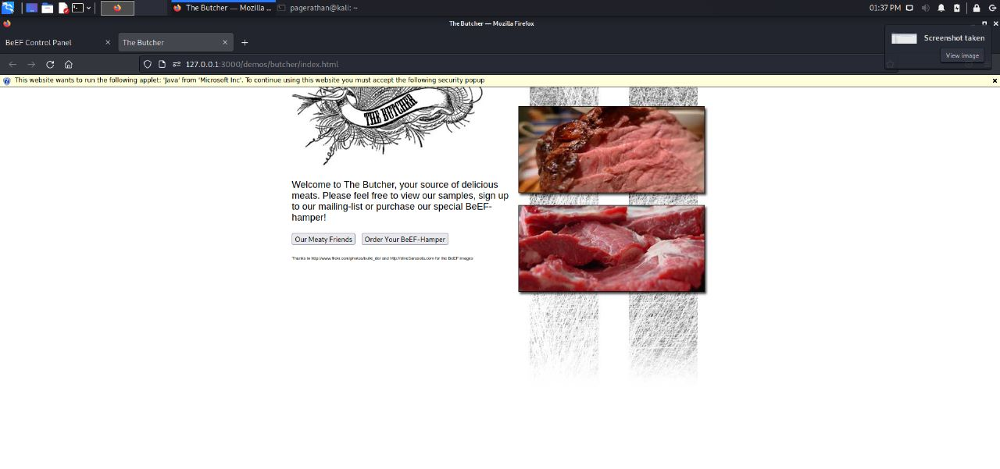 The Butcher — Mozilla ...
pagerathan@kali: ~
01:37 PM
The Butcher — Mozilla Firefox
BeEF Control Panel
The Butcher
Screenshot taken
View image
127.0.0.1:3000/demos/butcher/index.html
This website wants to run the following applet: 'Java' from 'Microsoft Inc'. To continue using this website you must accept the following security popup
THE BUTCHER
Welcome to The Butcher, your source of delicious
meats. Please feel free to view our samples, sign up
to our mailing-list or purchase our special BeEF-
hamper!
Our Meaty Friends
Order Your BeEF-Hamper
Thanks to http://www.flickr.com/photos/bulle_de/ and http://dineSarasota.com for the BeEF images